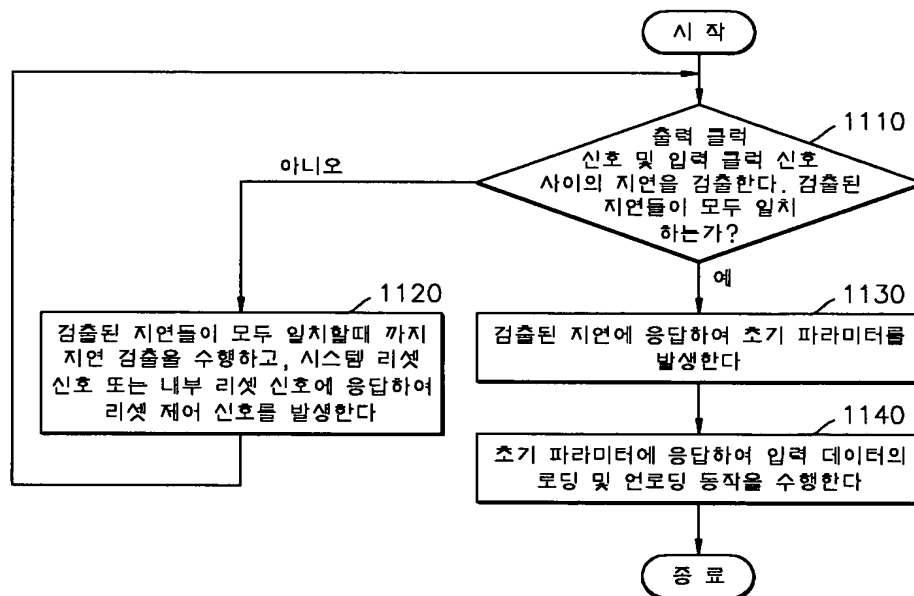 시 작
1110
출력 클럭
신호 및 입력 클럭 신호
사이의 지연을 검출한다. 검출된
지연들이 모두 일치
하는가?
아니오
예
1120
검출된 지연들이 모두 일치할때 까지
지연 검출을 수행하고, 시스템 리셋
신호 또는 내부 리셋 신호에 응답하여
리셋 제어 신호를 발생한다
1130
검출된 지연에 응답하여 초기 파라미터를
발생한다
1140
초기 파라미터에 응답하여 입력 데이터의
로딩 및 언로딩 동작을 수행한다
종 료